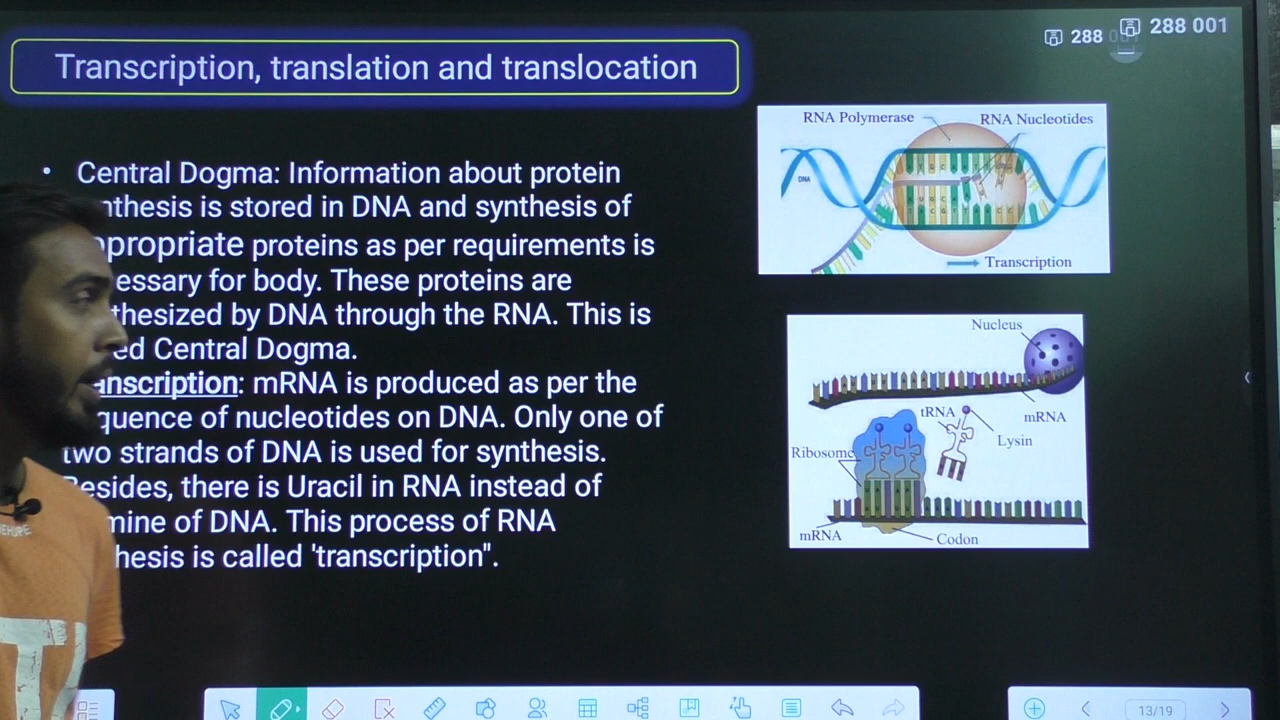 288 288 001
Transcription, translation and translocation
• Central Dogma: Information about protein
nthesis is stored in DNA and synthesis of
propriate proteins as per requirements is
essary for body. These proteins are
thesized by DNA through the RNA. This is
ed Central Dogma.
anscription: mRNA is produced as per the
quence of nucleotides on DNA. Only one of
two strands of DNA is used for synthesis.
Besides, there is Uracil in RNA instead of
mine of DNA. This process of RNA
hesis is called 'transcription".
RNA Polymerase RNA Nucleotides
DNA
Transcription
Nucleus
mRNA
tRNA
Lysin
Ribosome
mRNA
Codon
13/19